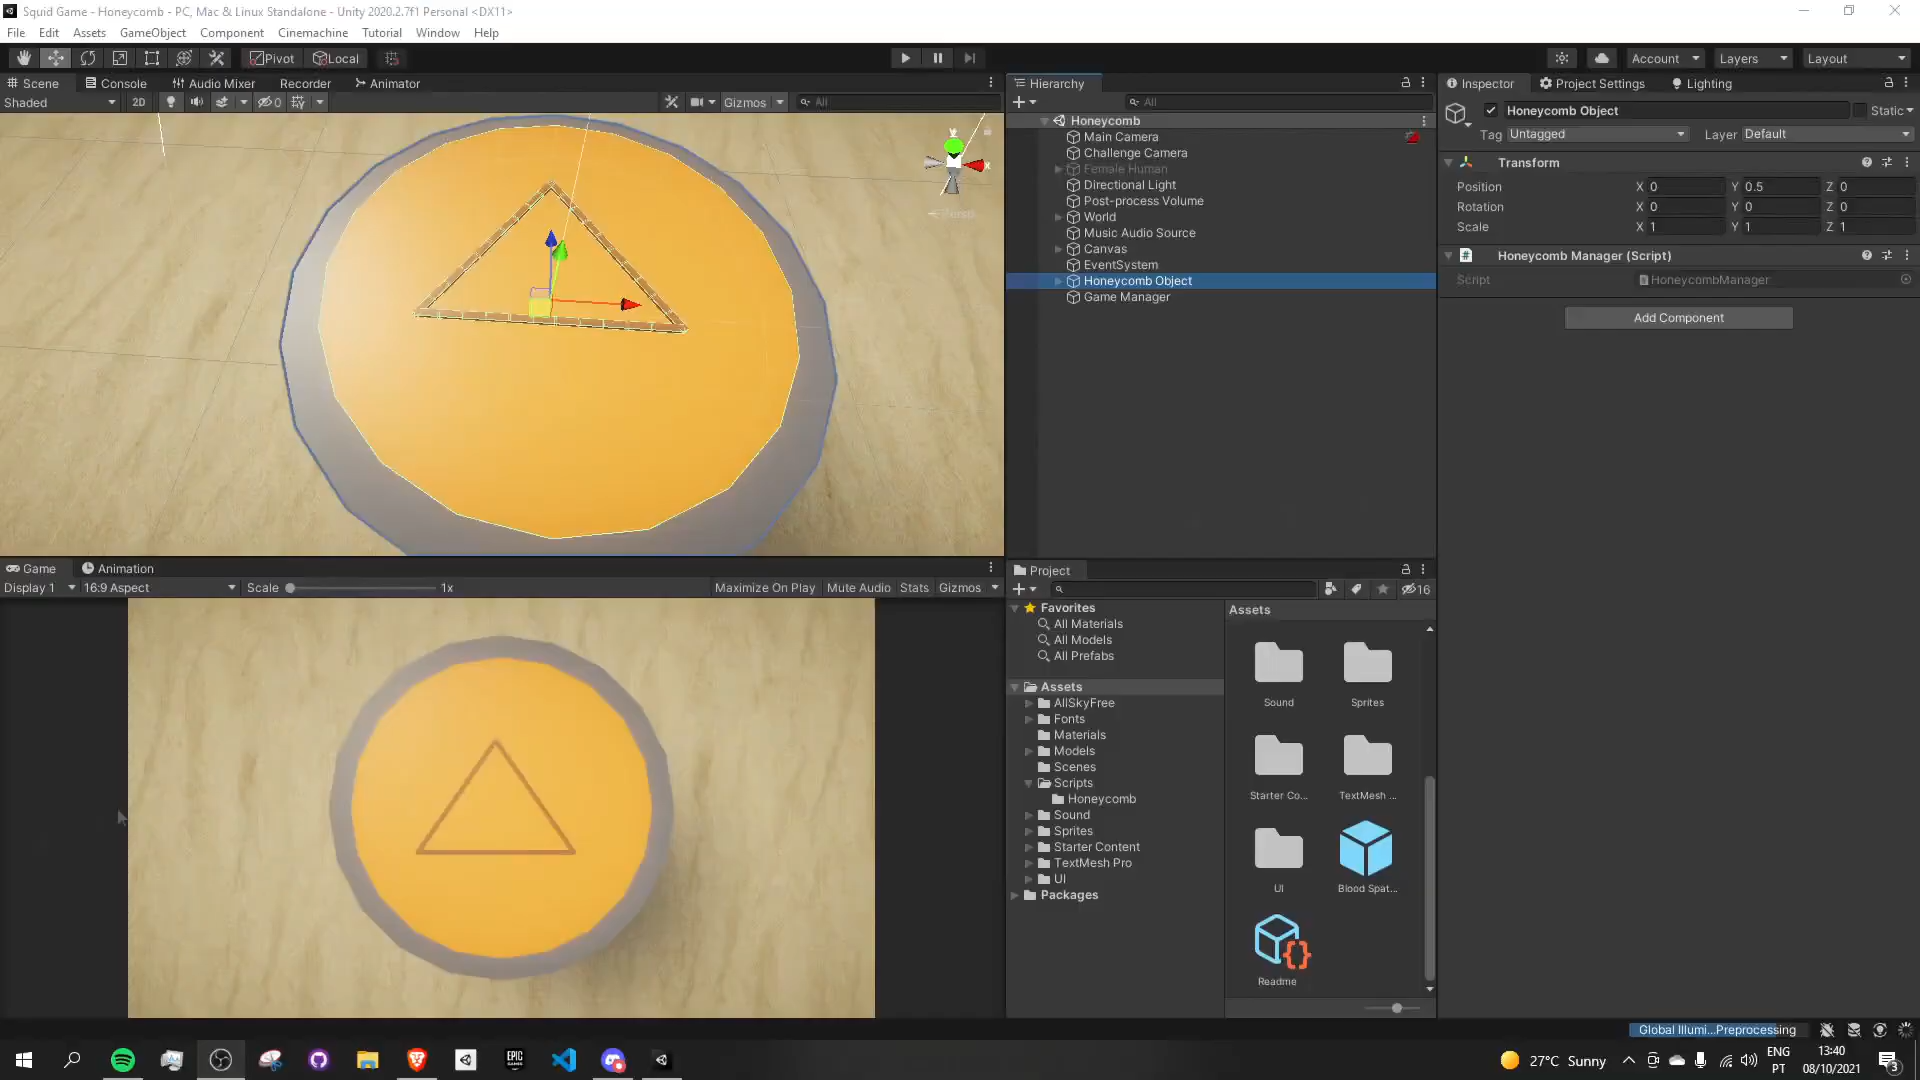 Squid Game - Honeycomb - PC, Mac & Linux Standalone - Unity 2020.2.7f1 Personal <DX11>
File Edit Assets GameObject Component Cinemachine Tutorial Window Help
Pivot Local Account Layers Layout
Scene Console Audio Mixer Recorder Animator
Shaded 2D 0 Gizmos All
y
x
Persp
Hierarchy
All
Honeycomb
Main Camera
Challenge Camera
Female Human
Directional Light
Post-process Volume
World
Music Audio Source
Canvas
EventSystem
Honeycomb Object
Game Manager
Inspector Project Settings Lighting
Honeycomb Object Static
Tag Untagged Layer Default
Transform
Position X 0 Y 0.5 Z 0
Rotation X 0 Y 0 Z 0
Scale X 1 Y 1 Z 1
Honeycomb Manager (Script)
Script HoneycombManager
Add Component
Game Animation
Display 1 16:9 Aspect Scale 1x Maximize On Play Mute Audio Stats Gizmos
Project
16
Favorites
All Materials
All Models
All Prefabs
Assets
AllSkyFree
Fonts
Materials
Models
Scenes
Scripts
Honeycomb
Sound
Sprites
Starter Content
TextMesh Pro
UI
Packages
Assets
Sound Sprites
Starter Co... TextMesh ...
UI Blood Spat...
Readme
Global Illumi...Preprocessing
EPIC GAMES
27°C Sunny
ENG
PT
13:40
08/10/2021
3